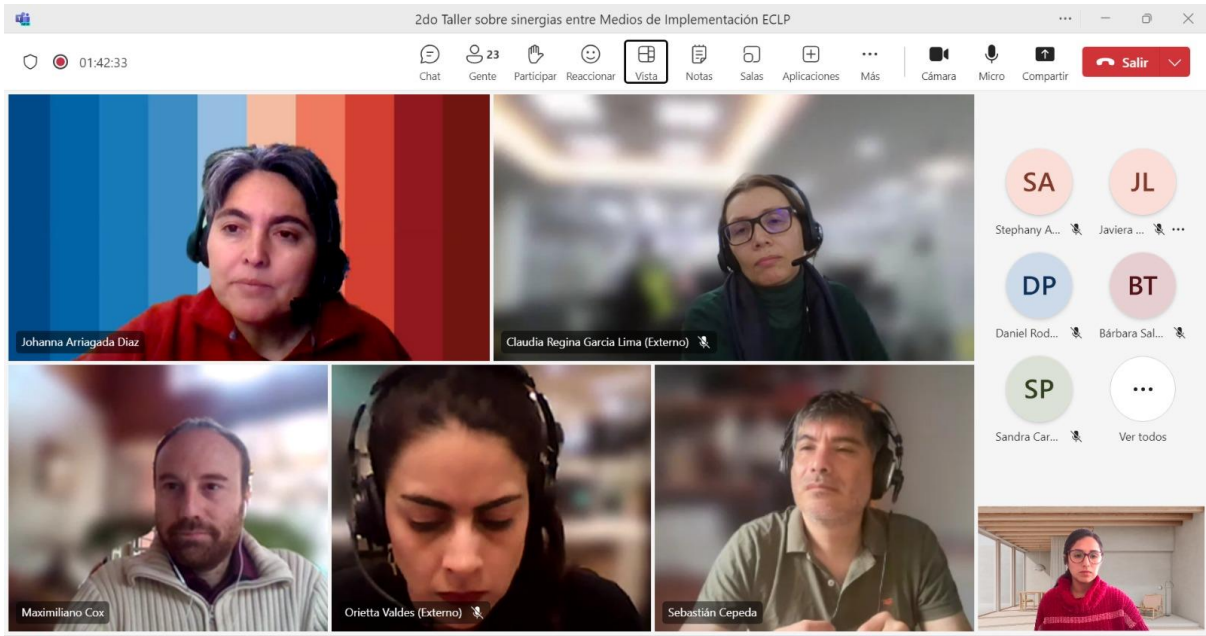 2do Taller sobre sinergias entre Medios de Implementación ECLP
01:42:33
23
Chat
Gente
Participar
Reaccionar
Vista
Notas
Salas
Aplicaciones
Más
Cámara
Micro
Compartir
Salir
Johanna Arriagada Diaz
Claudia Regina Garcia Lima (Externo)
SA
JL
Stephany A...
Javiera ...
DP
BT
Daniel Rod...
Bárbara Sal...
SP
Sandra Car...
Ver todos
Maximiliano Cox
Orietta Valdes (Externo)
Sebastián Cepeda